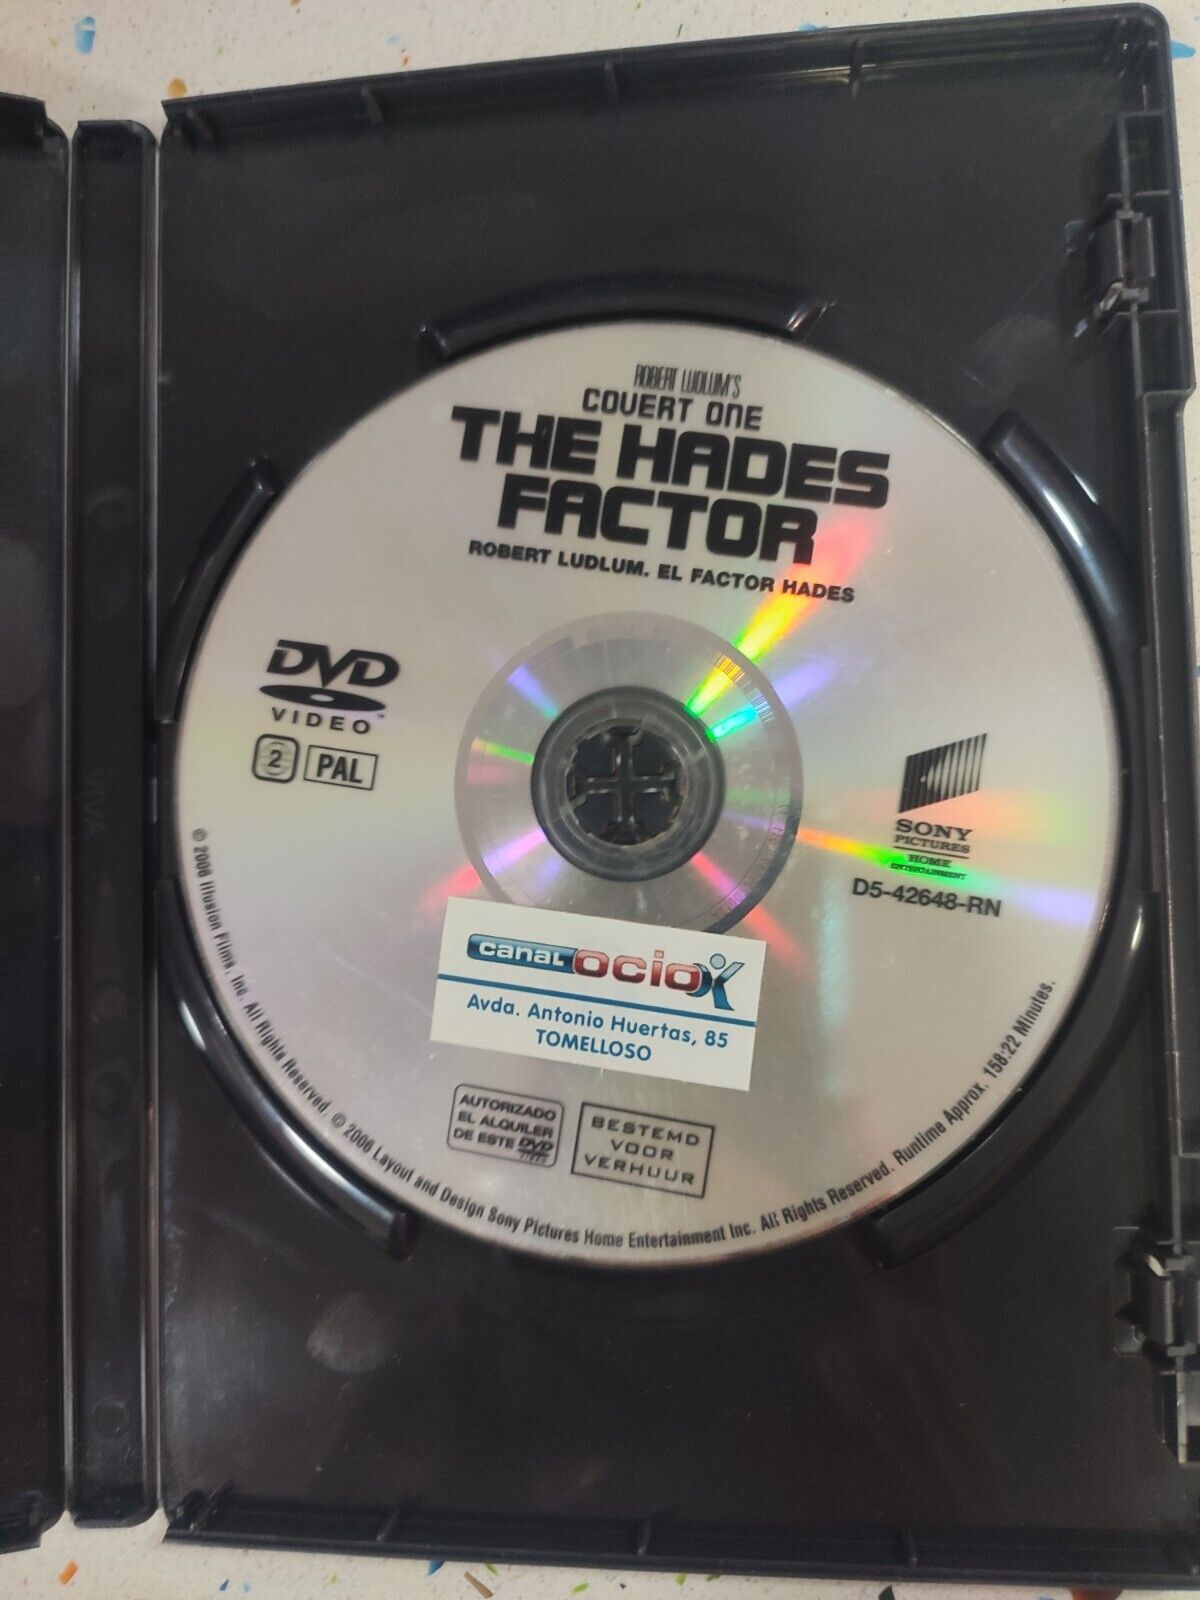 ROBERT LUDLUM'S
COVERT ONE
THE HADES
FACTOR
ROBERT LUDLUM. EL FACTOR HADES
DVD
VIDEO™
2 PAL
SONY
PICTURES
HOME
ENTERTAINMENT
D5-42648-RN
canal ocio
Avda. Antonio Huertas, 85
TOMELLOSO
AUTORIZADO
EL ALQUILER
DE ESTE DVD
VIDEO
BESTEMD
VOOR
VERHUUR
© 2006 Illusion Films, Inc. All Rights Reserved. © 2006 Layout and Design Sony Pictures Home Entertainment Inc. All Rights Reserved. Runtime Approx. 158:22 Minutes.